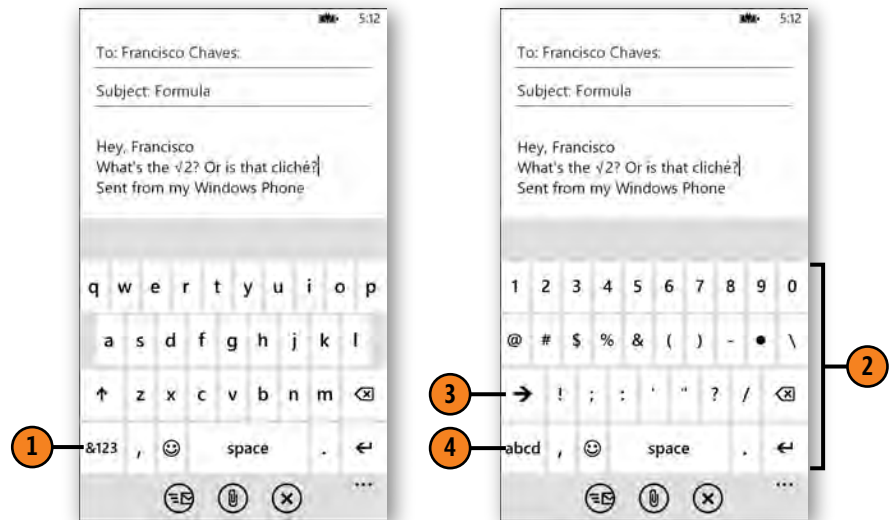 5:12
To: Francisco Chaves;
Subject: Formula
Hey, Francisco
What's the √2? Or is that cliché?
Sent from my Windows Phone
q w e r t y u i o p
a s d f g h j k l
z x c v b n m
1
&123 , space .
...
5:12
To: Francisco Chaves;
Subject: Formula
Hey, Francisco
What's the √2? Or is that cliché?
Sent from my Windows Phone
1 2 3 4 5 6 7 8 9 0
@ # $ % & ( ) - • \
2
3
! ; : ' " ? /
4
abcd , space .
...